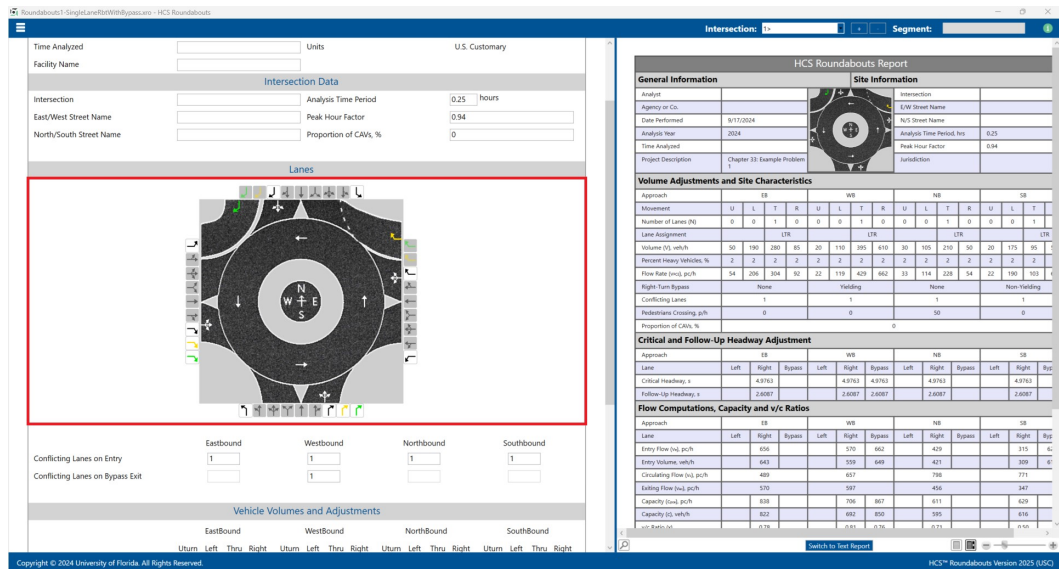 Roundabouts1-SingleLaneRbtWithBypass.xro - HCS Roundabouts
Intersection: 1> + - Segment:
Time Analyzed Units U.S. Customary
Facility Name
Intersection Data
Intersection Analysis Time Period 0.25 hours
East/West Street Name Peak Hour Factor 0.94
North/South Street Name Proportion of CAVs, % 0
Lanes
N
W E
S
Eastbound Westbound Northbound Southbound
Conflicting Lanes on Entry 1 1 1 1
Conflicting Lanes on Bypass Exit 1
Vehicle Volumes and Adjustments
EastBound WestBound NorthBound SouthBound
Uturn Left Thru Right Uturn Left Thru Right Uturn Left Thru Right Uturn Left Thru Right
HCS Roundabouts Report
General Information Site Information
Analyst Intersection
Agency or Co. E/W Street Name
Date Performed 9/17/2024 N/S Street Name
Analysis Year 2024 Analysis Time Period, hrs 0.25
Time Analyzed Peak Hour Factor 0.94
Project Description Chapter 33: Example Problem 1 Jurisdiction
Volume Adjustments and Site Characteristics
Approach EB WB NB SB
Movement U L T R U L T R U L T R U L T
Number of Lanes (N) 0 0 1 0 0 0 1 0 0 0 1 0 0 0 1
Lane Assignment LTR LTR LTR LTR
Volume (V), veh/h 50 190 280 85 20 110 395 610 30 105 210 50 20 175 95
Percent Heavy Vehicles, % 2 2 2 2 2 2 2 2 2 2 2 2 2 2 2
Flow Rate (vPCE), pc/h 54 206 304 92 22 119 429 662 33 114 228 54 22 190 103
Right-Turn Bypass None Yielding None Non-Yielding
Conflicting Lanes 1 1 1 1
Pedestrians Crossing, p/h 0 0 50 0
Proportion of CAVs, % 0
Critical and Follow-Up Headway Adjustment
Approach EB WB NB SB
Lane Left Right Bypass Left Right Bypass Left Right Bypass Left Right Byp
Critical Headway, s 4.9763 4.9763 4.9763 4.9763 4.9763
Follow-Up Headway, s 2.6087 2.6087 2.6087 2.6087 2.6087
Flow Computations, Capacity and v/c Ratios
Approach EB WB NB SB
Lane Left Right Bypass Left Right Bypass Left Right Bypass Left Right Byp
Entry Flow (ve), pc/h 656 570 662 429 315
Entry Volume, veh/h 643 559 649 421 309
Circulating Flow (vc), pc/h 489 657 798 771
Exiting Flow (vex), pc/h 570 597 456 347
Capacity (cpce), pc/h 838 706 867 611 629
Capacity (c), veh/h 822 692 850 595 616
v/c Ratio (x) 0.78 0.81 0.76 0.71 0.50
Switch to Text Report
Copyright © 2024 University of Florida. All Rights Reserved. HCS™ Roundabouts Version 2025 (USC)